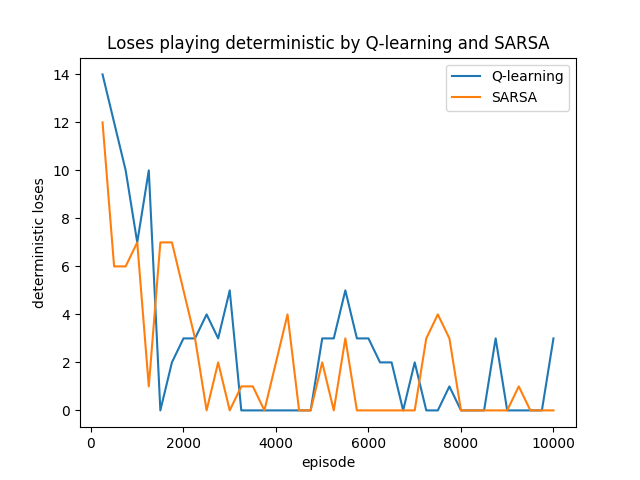 Loses playing deterministic by Q-learning and SARSA
Q-learning
SARSA
deterministic loses
14
12
10
8
6
4
2
0
0 2000 4000 6000 8000 10000
episode